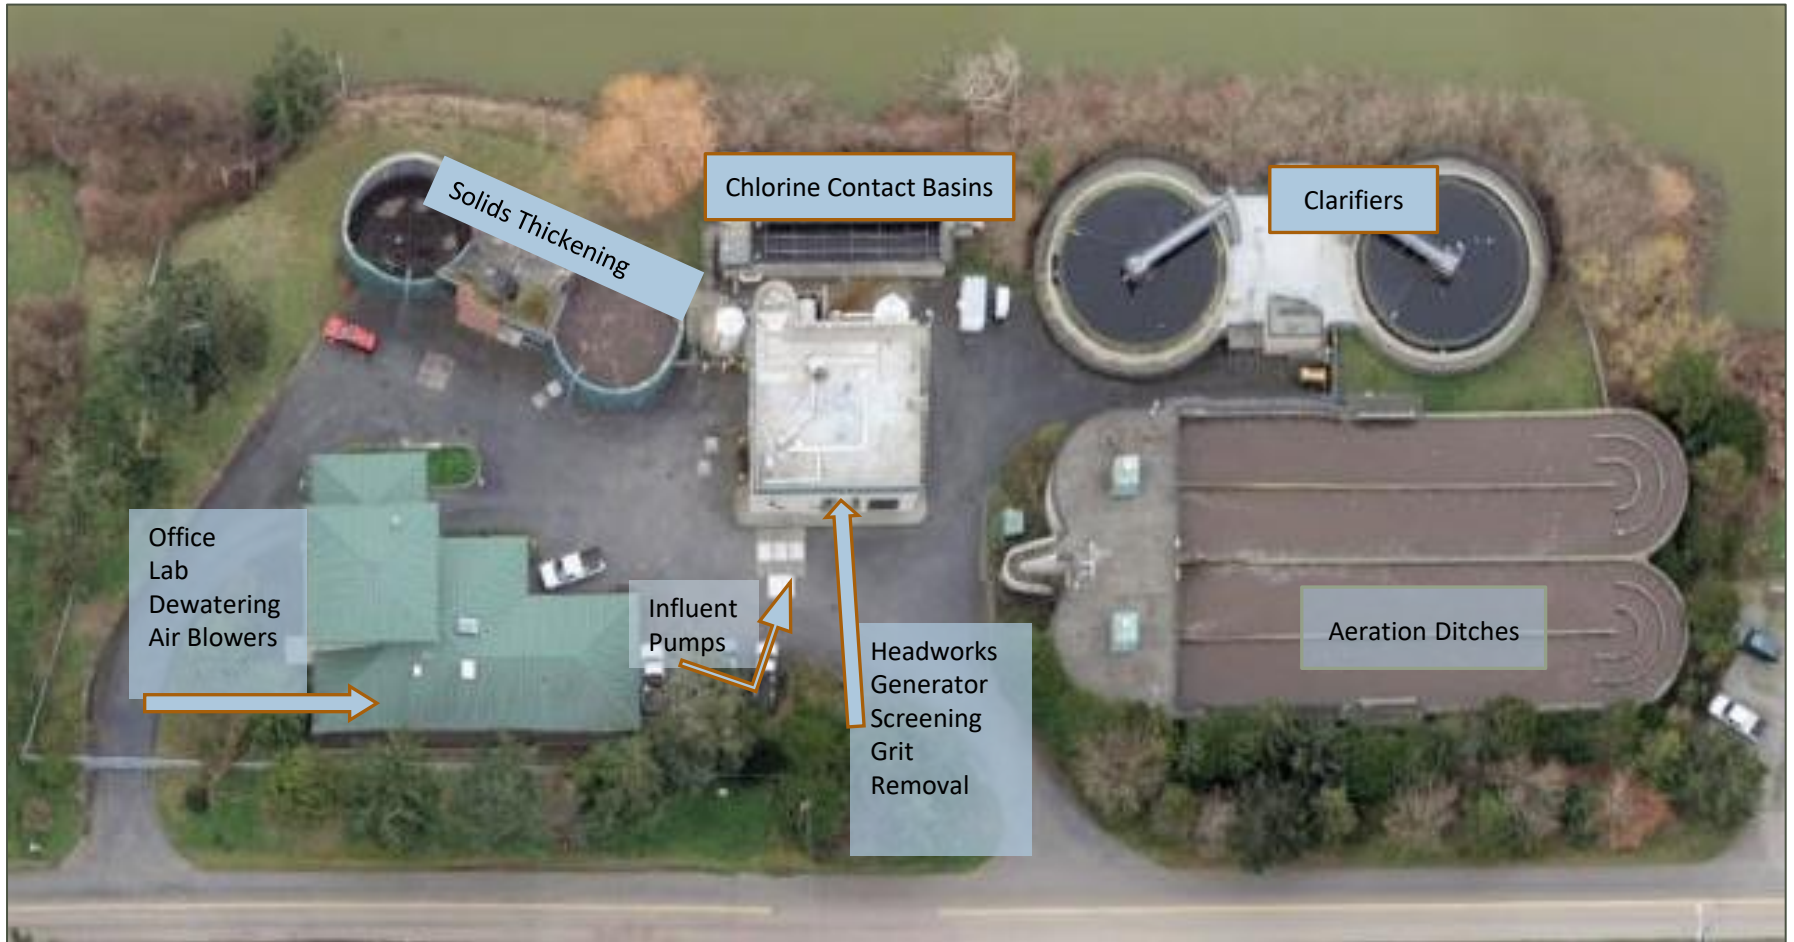 Solids Thickening
Chlorine Contact Basins
Clarifiers
Office
Lab
Dewatering
Air Blowers
Influent
Pumps
Headworks
Generator
Screening
Grit
Removal
Aeration Ditches